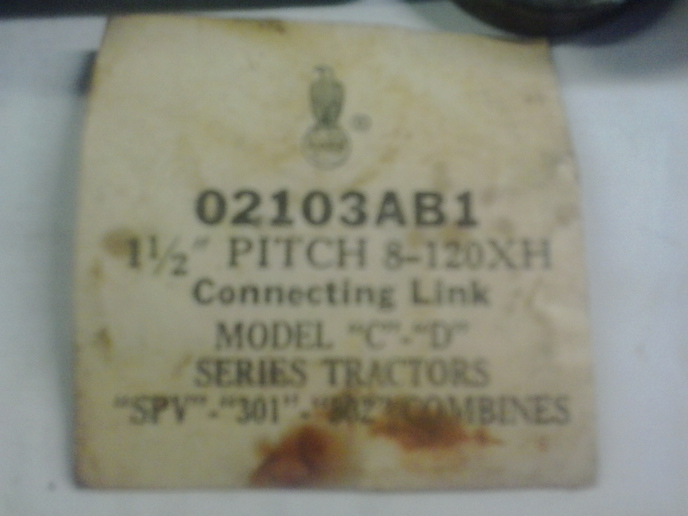 ®
02103AB1
1½" PITCH 8-120XH
Connecting Link
MODEL "C"-"D"
SERIES TRACTORS
"SPV"-"301"- COMBINES